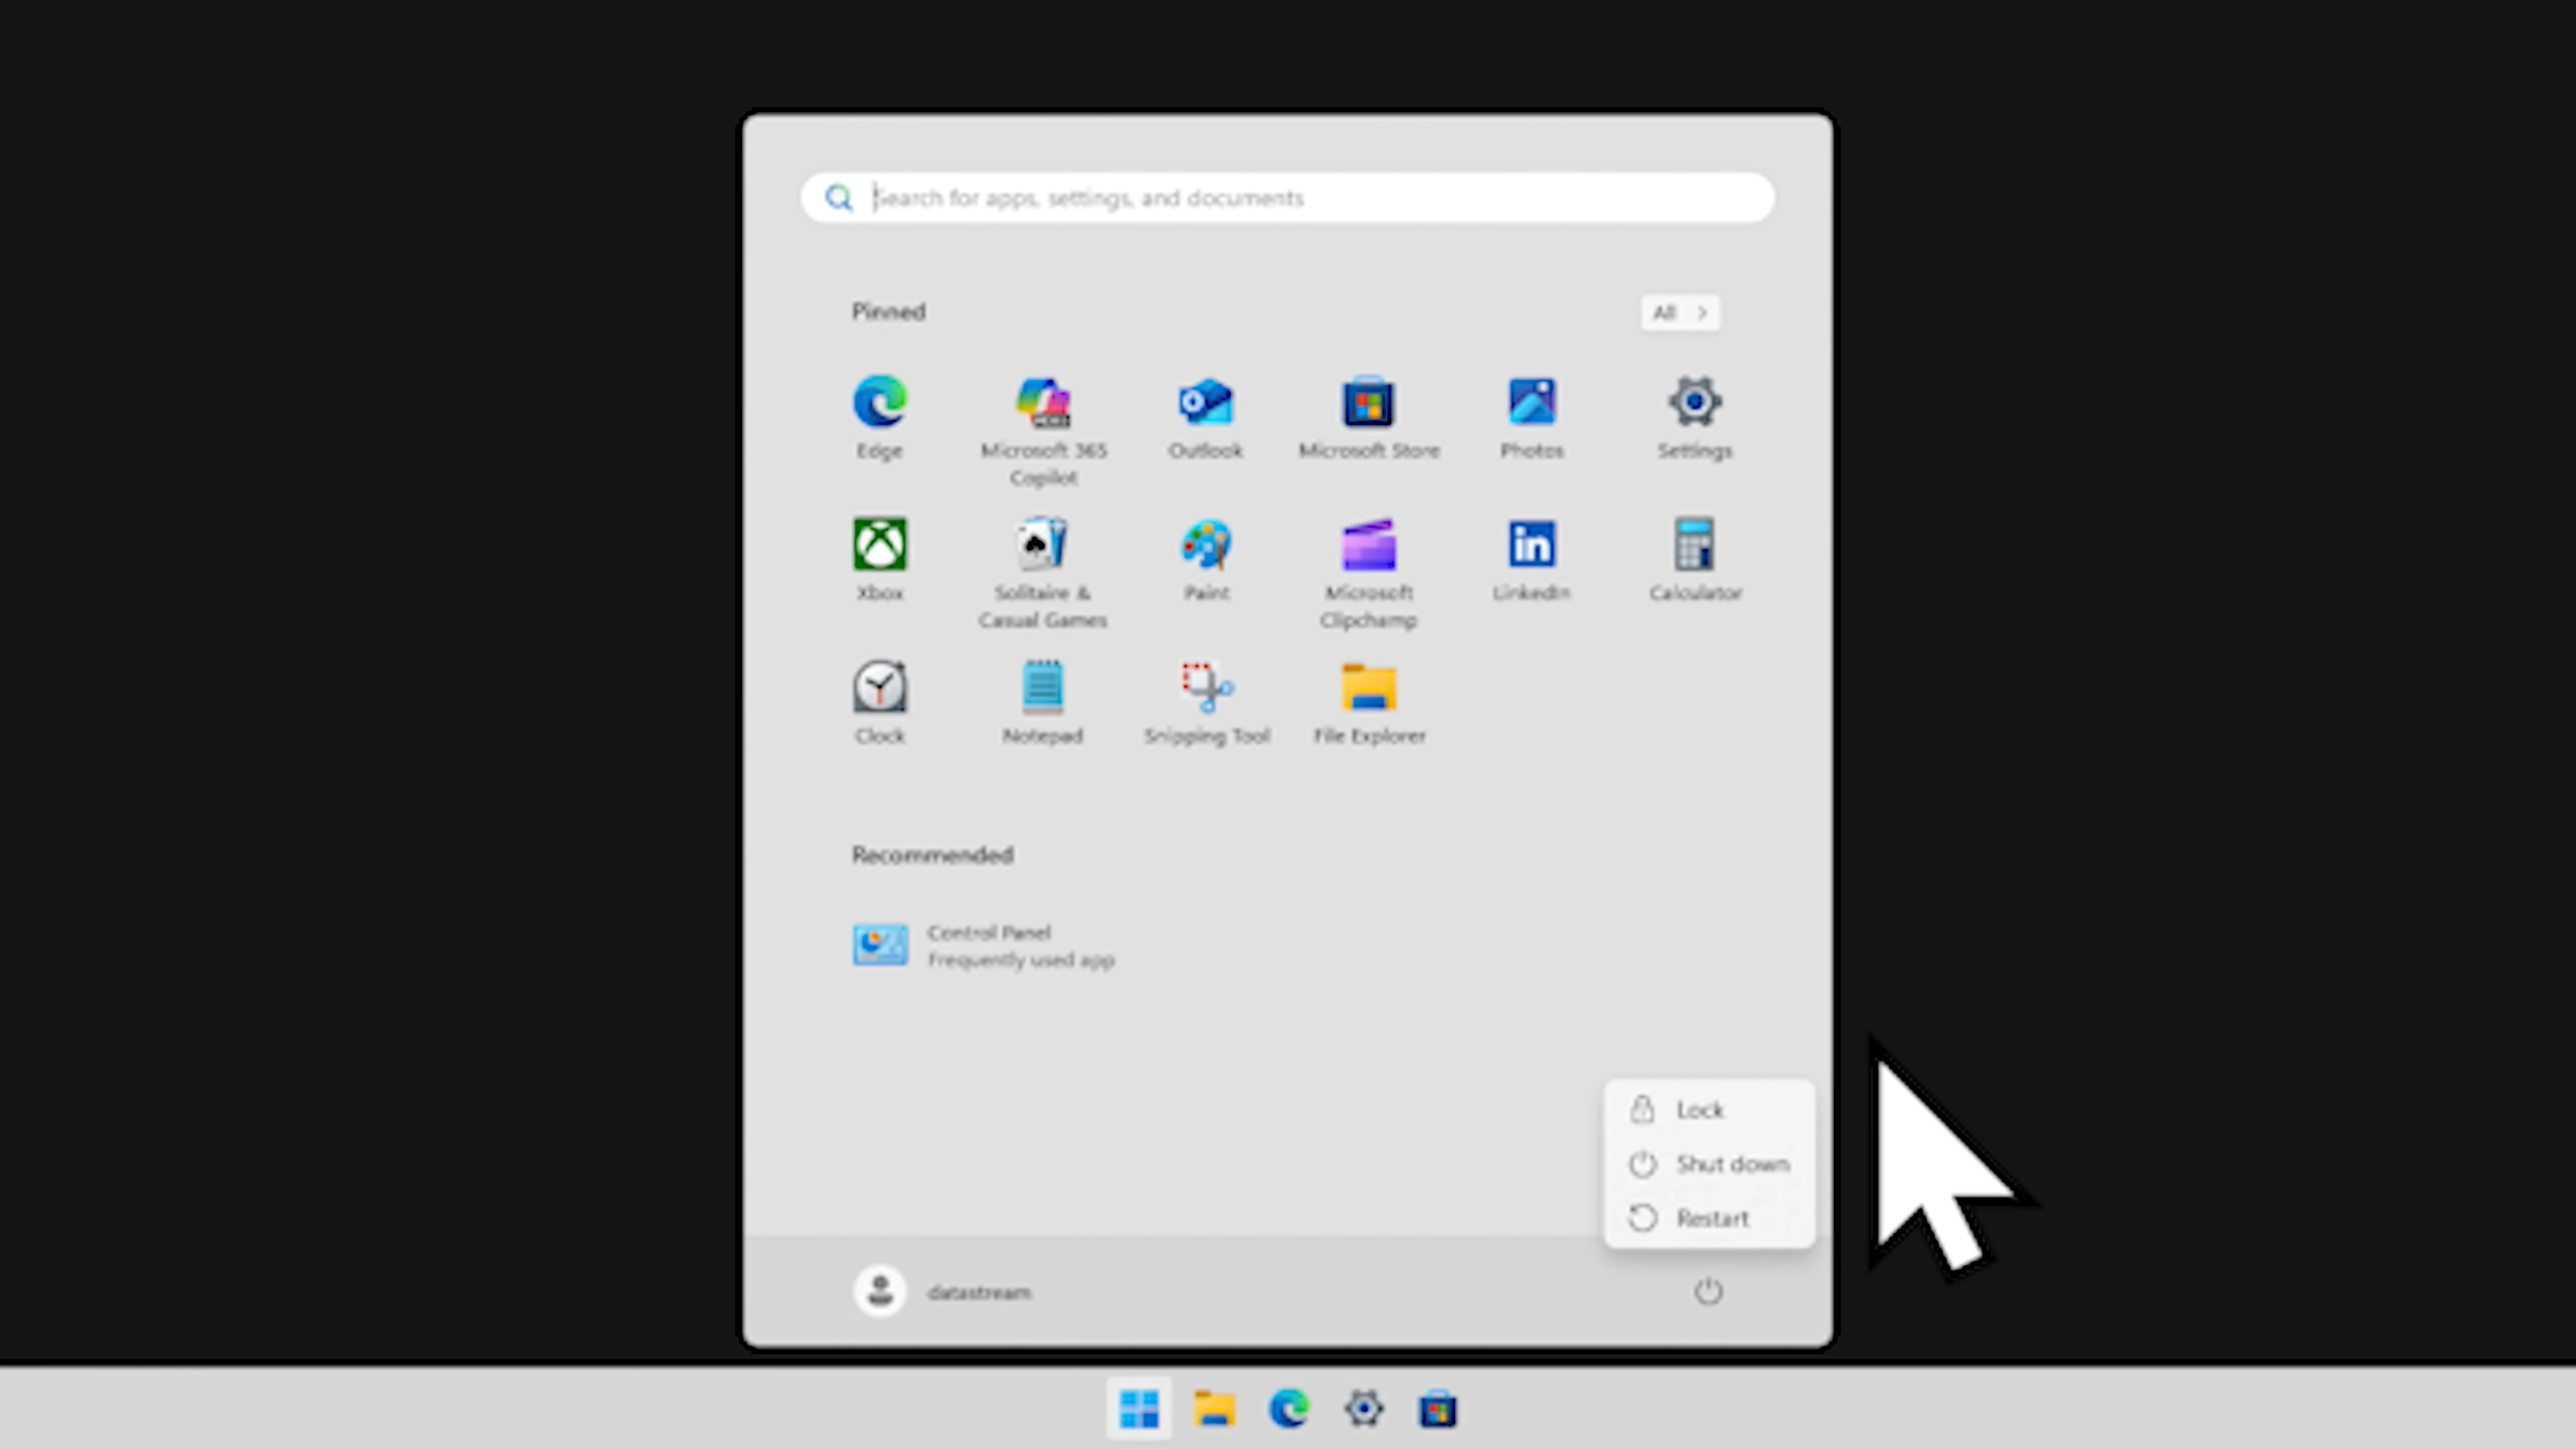 Search for apps, settings, and documents
Pinned
All
Edge
Microsoft 365
Copilot
Outlook
Microsoft Store
Photos
Settings
Xbox
Solitaire &
Casual Games
Paint
Microsoft
Clipchamp
LinkedIn
Calculator
Clock
Notepad
Snipping Tool
File Explorer
Recommended
Control Panel
Frequently used app
Lock
Shut down
Restart
datastream